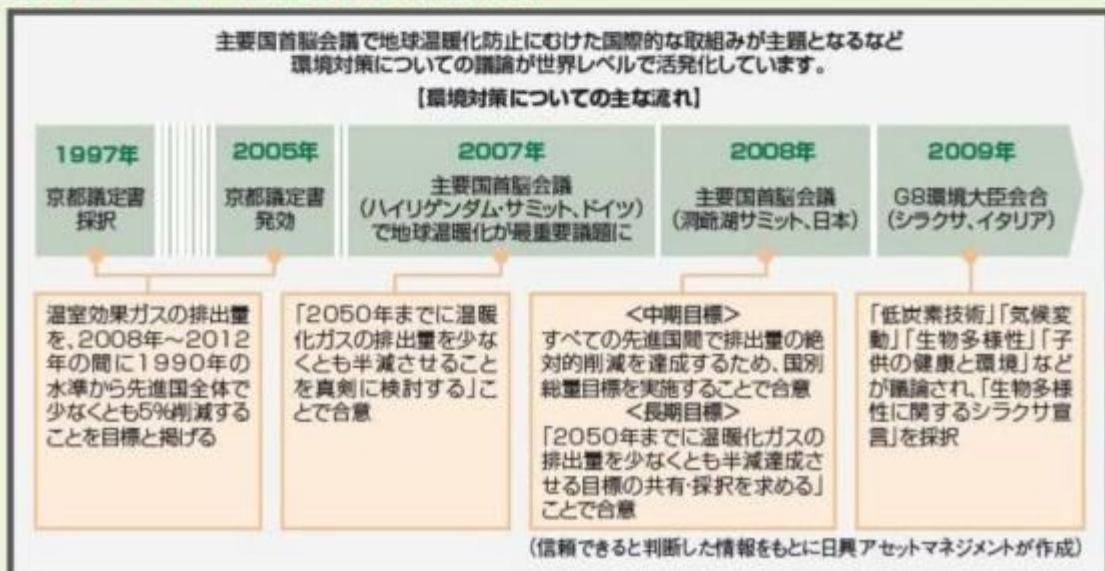 主要国首脳会議で地球温暖化防止にむけた国際的な取組みが主題となるなど
環境対策についての議論が世界レベルで活発化しています。
【環境対策についての主な流れ】
1997年
京都議定書
採択
2005年
京都議定書
発効
2007年
主要国首脳会議
(ハイリゲンダム・サミット、ドイツ)
で地球温暖化が最重要議題に
2008年
主要国首脳会議
(洞爺湖サミット、日本)
2009年
G8環境大臣会合
(シラクサ、イタリア)
温室効果ガスの排出量
を、2008年～2012
年の間に1990年の
水準から先進国全体で
少なくとも5%削減する
ことを目標と掲げる
「2050年までに温暖
化ガスの排出量を少な
くとも半減させること
を真剣に検討する」こ
とで合意
<中期目標>
すべての先進国間で排出量の絶
対的削減を達成するため、国別
総量目標を実施することで合意
<長期目標>
「2050年までに温暖化ガスの
排出量を少なくとも半減達成さ
せる目標の共有・採択を求める」
ことで合意
「低炭素技術」「気候変
動」「生物多様性」「子
供の健康と環境」など
が議論され、「生物多様
性に関するシラクサ宣
言」を採択
(信頼できると判断した情報をもとに日興アセットマネジメントが作成)